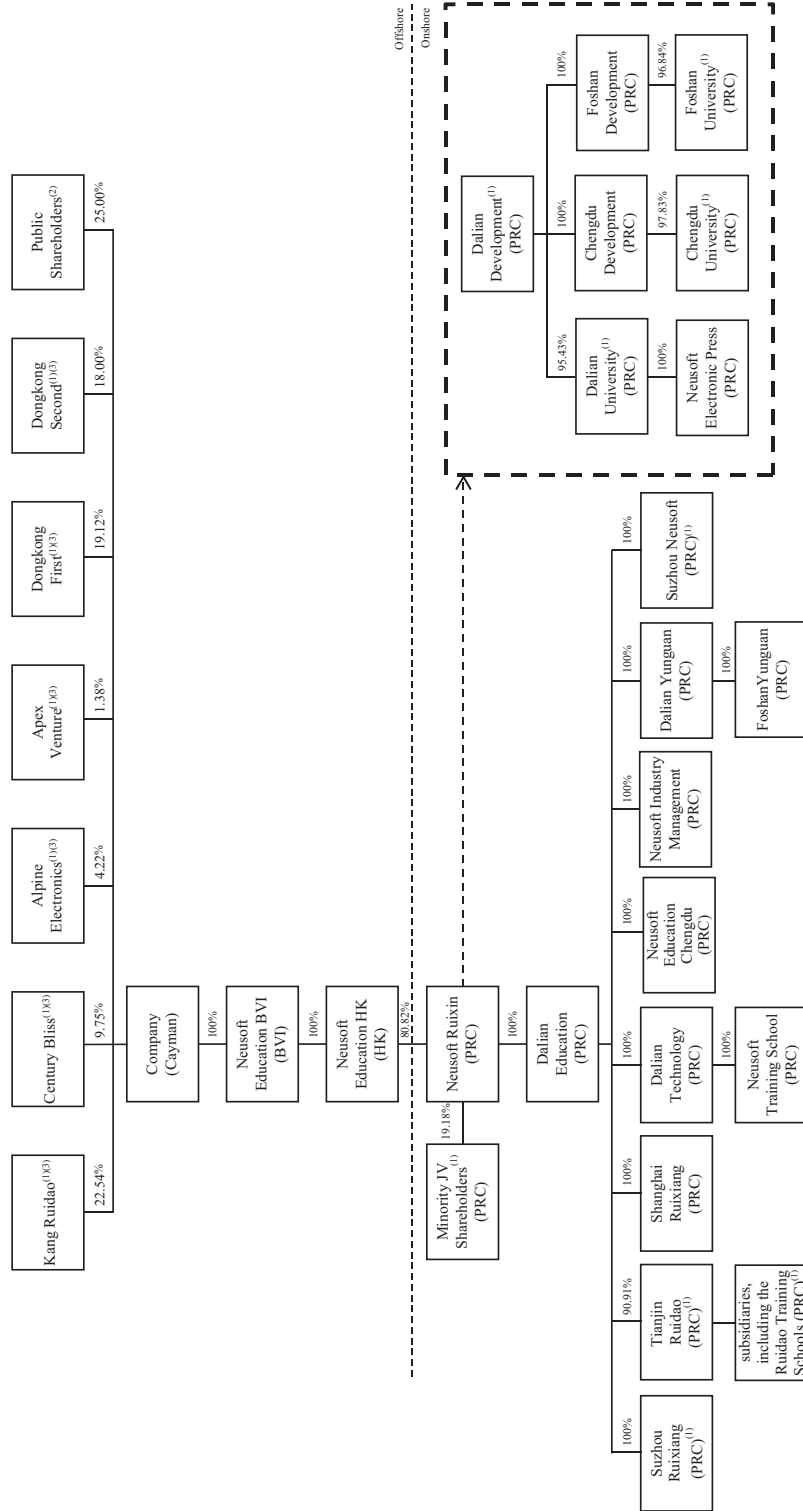 Kang Ruidao(1)(3)
Century Bliss(1)(3)
Alpine
Electronics(1)(3)
Apex
Venture(1)(3)
Dongkong
First(1)(3)
Dongkong
Second(1)(3)
Public
Shareholders(2)
22.54%
9.75%
4.22%
1.38%
19.12%
18.00%
25.00%
Company
(Cayman)
100%
Neusoft
Education BVI
(BVI)
100%
Neusoft
Education HK
(HK)
80.82%
Offshore
Onshore
Minority JV
Shareholders(1)
(PRC)
19.18%
Neusoft Ruixin
(PRC)
100%
Dalian
Education
(PRC)
Dalian
Development(1)
(PRC)
95.43%
100%
100%
Dalian
University(1)
(PRC)
Chengdu
Development
(PRC)
Foshan
Development
(PRC)
100%
97.83%
96.84%
Neusoft
Electronic Press
(PRC)
Chengdu
University(1)
(PRC)
Foshan
University(1)
(PRC)
100%
90.91%
100%
100%
100%
100%
100%
100%
Suzhou
Ruixiang
(PRC)(1)
Tianjin
Ruidao
(PRC)(1)
Shanghai
Ruixiang
(PRC)
Dalian
Technology
(PRC)
Neusoft
Education
Chengdu
(PRC)
Neusoft Industry
Management
(PRC)
Dalian Yunguan
(PRC)
Suzhou Neusoft
(PRC)(1)
100%
100%
subsidiaries,
including the
Ruidao Training
Schools (PRC)(1)
Neusoft
Training School
(PRC)
FoshanYunguan
(PRC)